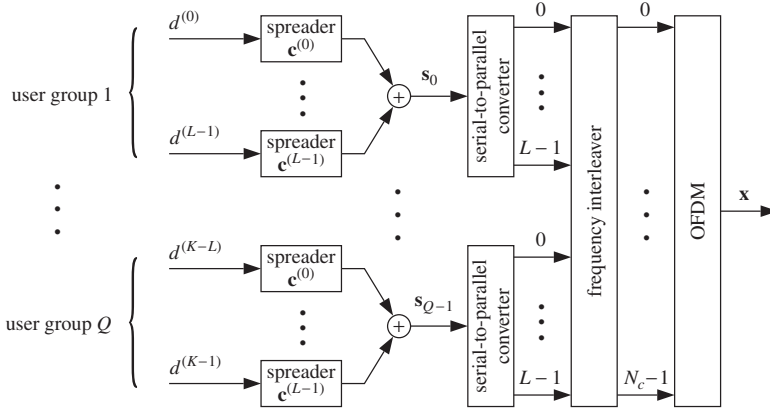 user group 1
d^(0)
spreader
c^(0)
d^(L−1)
spreader
c^(L−1)
+
s_0
serial-to-parallel
converter
0
L − 1
frequency interleaver
0
N_c−1
OFDM
x
user group Q
d^(K−L)
spreader
c^(0)
d^(K−1)
spreader
c^(L−1)
+
s_Q−1
serial-to-parallel
converter
0
L − 1